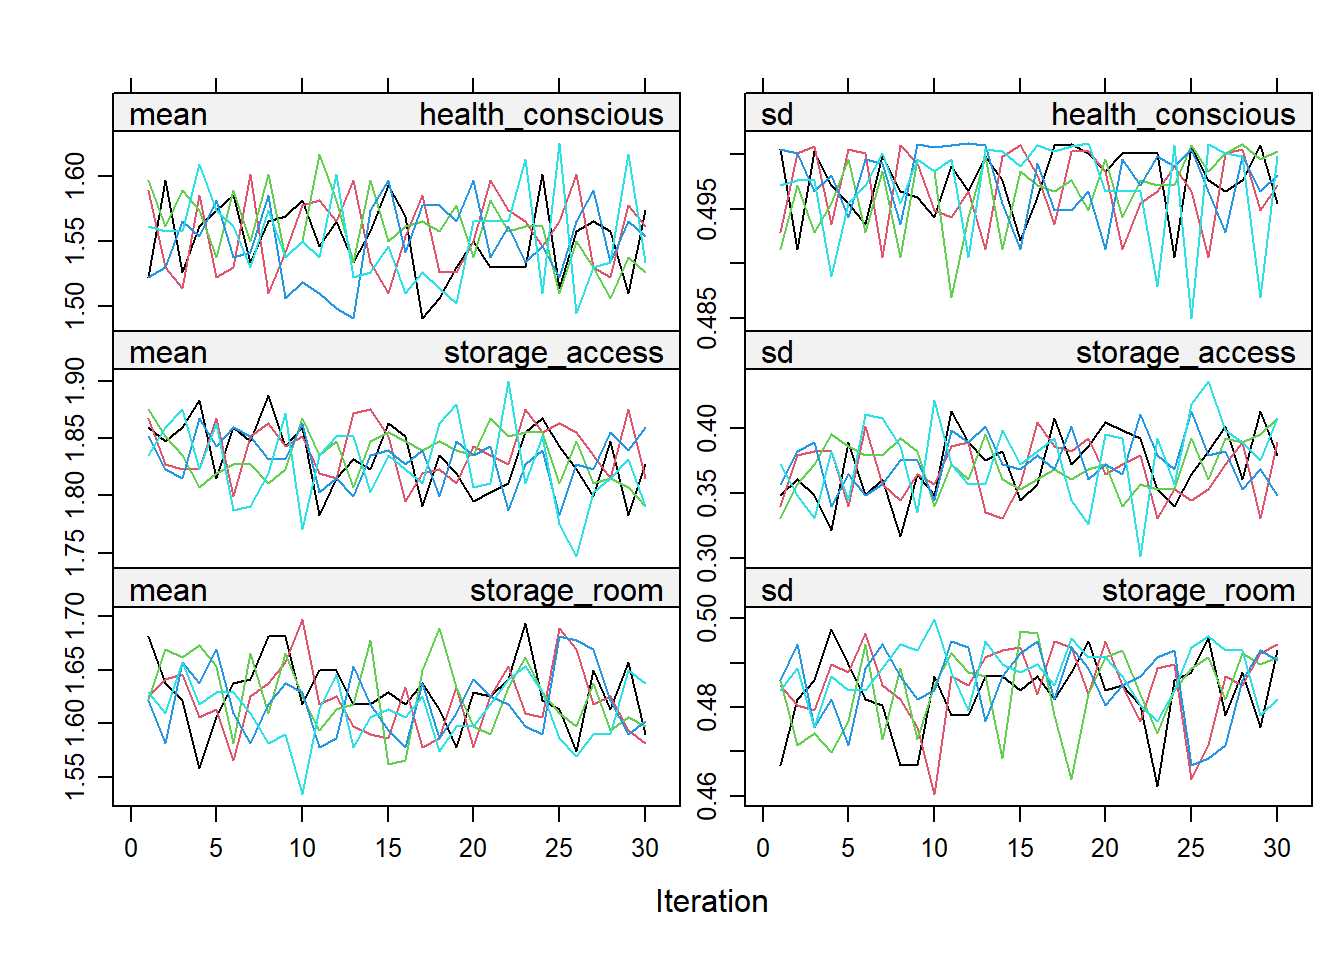 mean health_conscious
sd health_conscious
1.60
1.55
1.50
0.495
0.485
mean storage_access
sd storage_access
1.90
1.85
1.80
1.75
0.40
0.35
0.30
mean storage_room
sd storage_room
1.70
1.65
1.60
1.55
0.50
0.48
0.46
0 5 10 15 20 25 30
0 5 10 15 20 25 30
Iteration